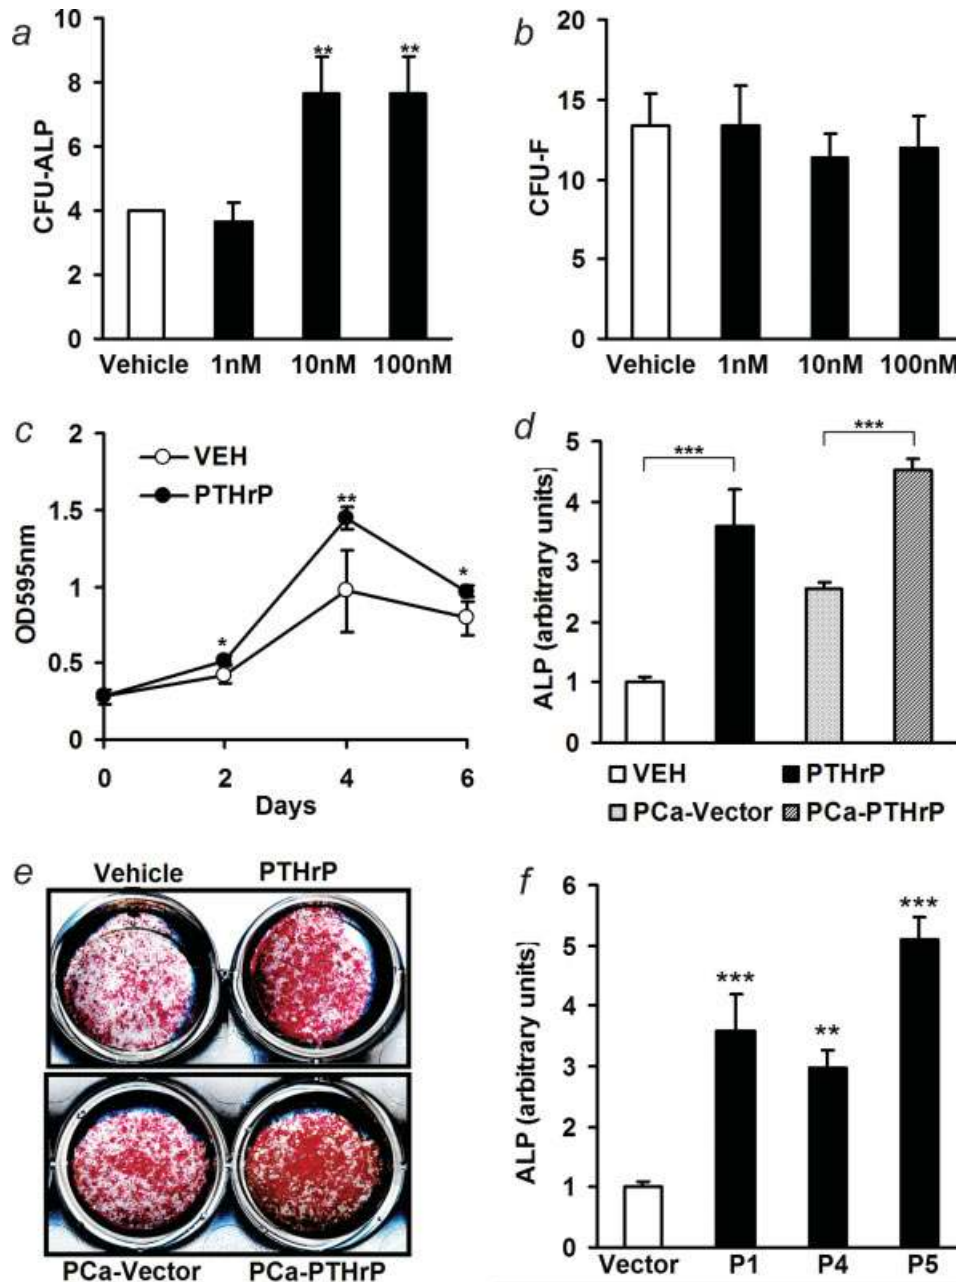 a
10
8
6
4
2
0
CFU-ALP
**
**
Vehicle 1nM 10nM 100nM
b
20
15
10
5
0
CFU-F
Vehicle 1nM 10nM 100nM
c
2
1.5
1
0.5
0
OD595nm
VEH
PTHrP
*
**
*
0 2 4 6
Days
d
5
4
3
2
1
0
ALP (arbitrary units)
***
***
VEH PTHrP
PCa-Vector PCa-PTHrP
e
Vehicle PTHrP
PCa-Vector PCa-PTHrP
f
6
5
4
3
2
1
0
ALP (arbitrary units)
***
**
***
Vector P1 P4 P5